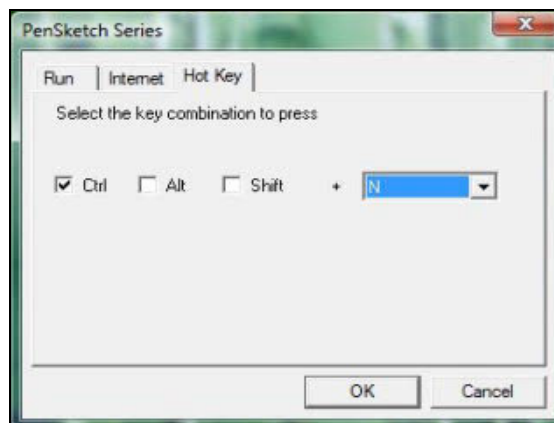 PenSketch Series
Run Internet Hot Key
Select the key combination to press
Ctrl Alt Shift + N
OK Cancel